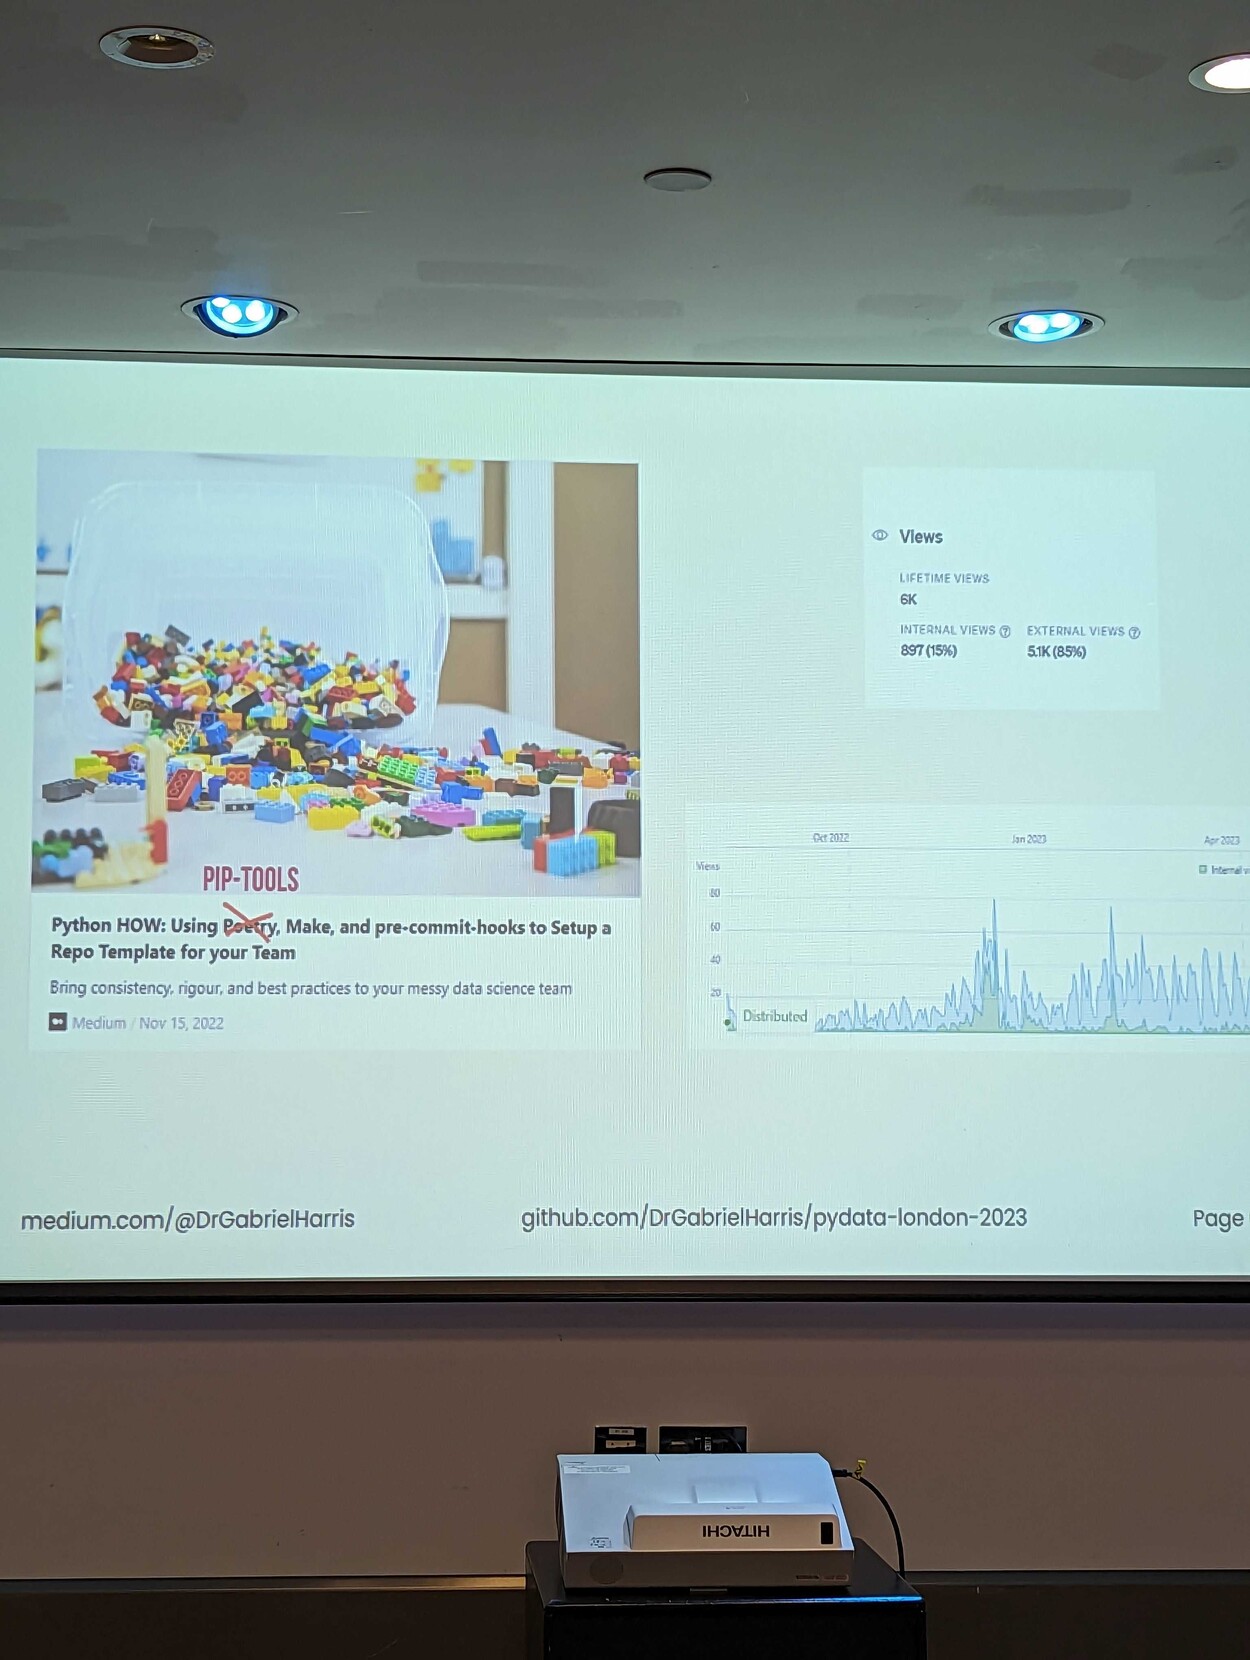 PIP-TOOLS
Python HOW: Using Poetry, Make, and pre-commit-hooks to Setup a
Repo Template for your Team
Bring consistency, rigour, and best practices to your messy data science team
Medium / Nov 15, 2022
Views
LIFETIME VIEWS
6K
INTERNAL VIEWS ? EXTERNAL VIEWS ?
897 (15%) 5.1K (85%)
Oct 2022 Jan 2023 Apr 2023
Views
Internal v
80
60
40
20
Distributed
medium.com/@DrGabrielHarris github.com/DrGabrielHarris/pydata-london-2023 Page
HITACHI